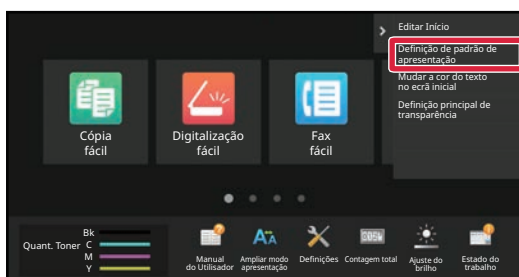 Editar Início
Definição de padrão de
apresentação
Mudar a cor do texto
no ecrã inicial
Definição principal de
transparência
Cópia
fácil
Digitalização
fácil
Fax
fácil
Quant. Toner
Bk
C
M
Y
Manual
do Utilisador
Ampliar modo
apresentação
Definições
Contagem total
Ajuste do
brilho
Estado do
trabalho